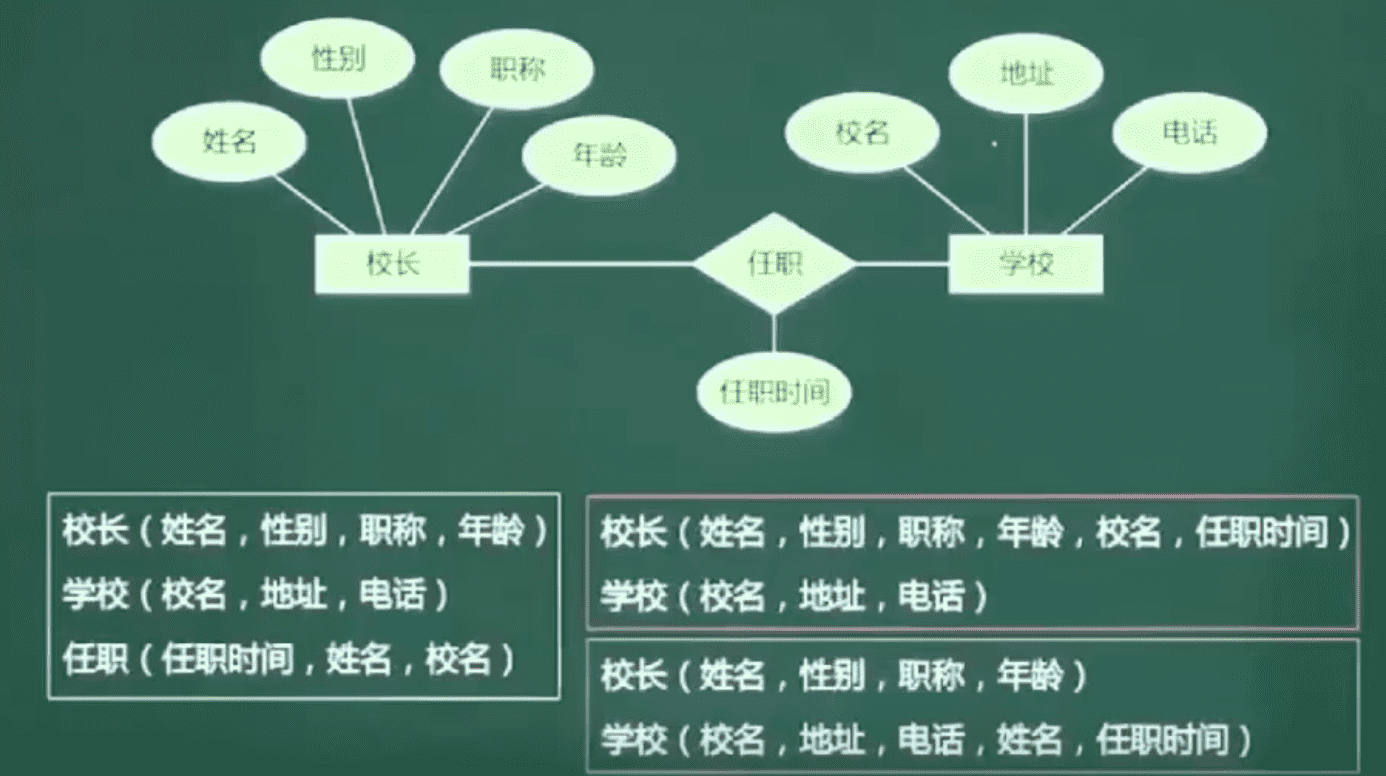 性别
职称
地址
姓名
年龄
校名
电话
校长
任职
学校
任职时间
校长（姓名，性别，职称，年龄）
学校（校名，地址，电话）
任职（任职时间，姓名，校名）
校长（姓名，性别，职称，年龄，校名，任职时间）
学校（校名，地址，电话）
校长（姓名，性别，职称，年龄）
学校（校名，地址，电话，姓名，任职时间）